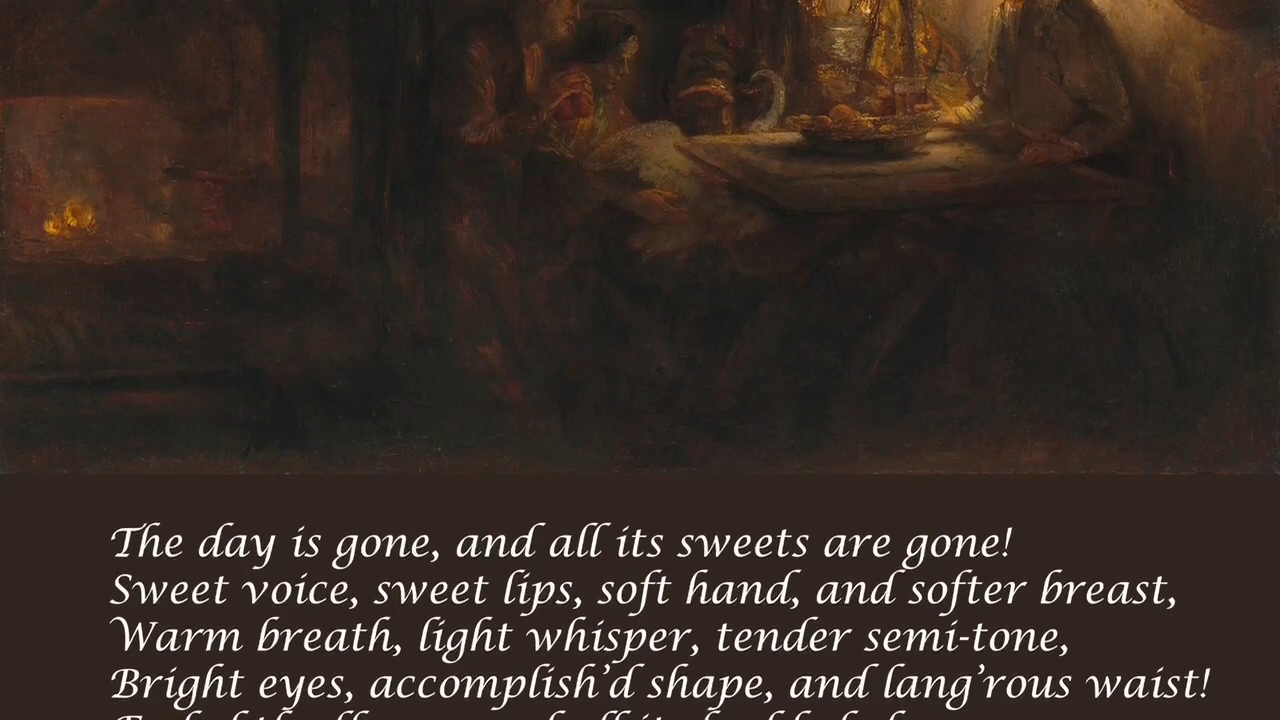 The day is gone, and all its sweets are gone!
Sweet voice, sweet lips, soft hand, and softer breast,
Warm breath, light whisper, tender semi-tone,
Bright eyes, accomplish'd shape, and lang'rous waist!